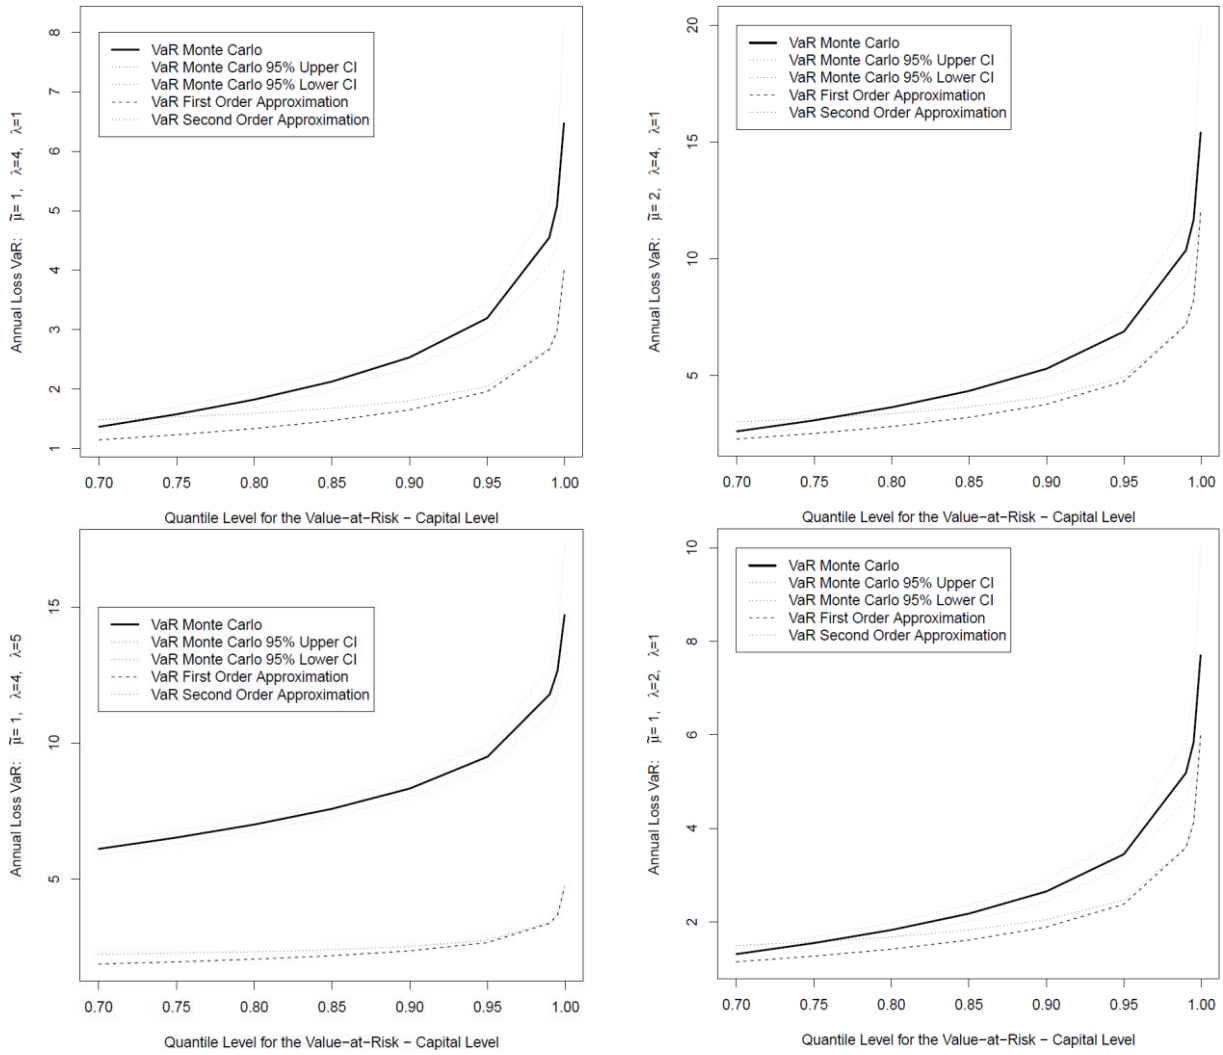 Annual Loss VaR: μ̃= 1, λ=4, λ=1
8
7
6
5
4
3
2
1
VaR Monte Carlo
VaR Monte Carlo 95% Upper CI
VaR Monte Carlo 95% Lower CI
VaR First Order Approximation
VaR Second Order Approximation
0.70 0.75 0.80 0.85 0.90 0.95 1.00
Quantile Level for the Value−at−Risk − Capital Level
Annual Loss VaR: μ̃= 2, λ=4, λ=1
20
15
10
5
VaR Monte Carlo
VaR Monte Carlo 95% Upper CI
VaR Monte Carlo 95% Lower CI
VaR First Order Approximation
VaR Second Order Approximation
0.70 0.75 0.80 0.85 0.90 0.95 1.00
Quantile Level for the Value−at−Risk − Capital Level
Annual Loss VaR: μ̃= 1, λ=4, λ=5
15
10
5
VaR Monte Carlo
VaR Monte Carlo 95% Upper CI
VaR Monte Carlo 95% Lower CI
VaR First Order Approximation
VaR Second Order Approximation
0.70 0.75 0.80 0.85 0.90 0.95 1.00
Quantile Level for the Value−at−Risk − Capital Level
Annual Loss VaR: μ̃= 1, λ=2, λ=1
10
8
6
4
2
VaR Monte Carlo
VaR Monte Carlo 95% Upper CI
VaR Monte Carlo 95% Lower CI
VaR First Order Approximation
VaR Second Order Approximation
0.70 0.75 0.80 0.85 0.90 0.95 1.00
Quantile Level for the Value−at−Risk − Capital Level